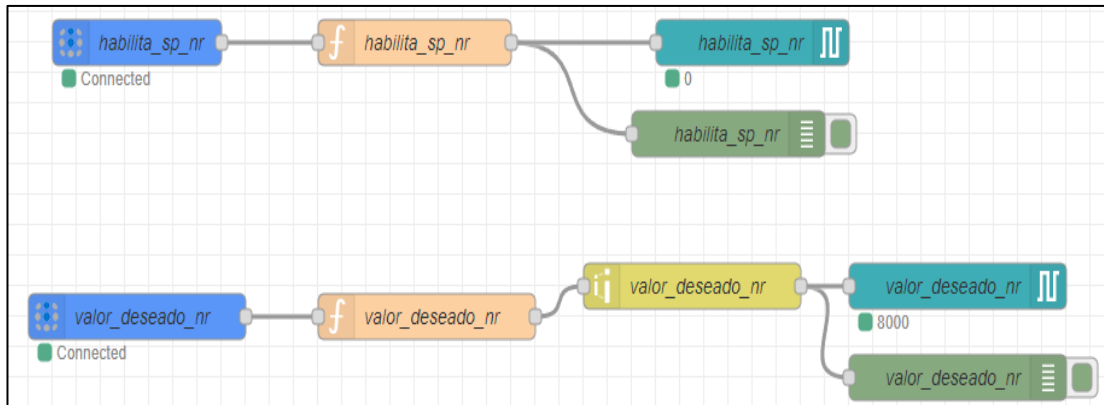 habilita_sp_nr
habilita_sp_nr
habilita_sp_nr
Connected
0
habilita_sp_nr
valor_deseado_nr
valor_deseado_nr
valor_deseado_nr
valor_deseado_nr
Connected
8000
valor_deseado_nr